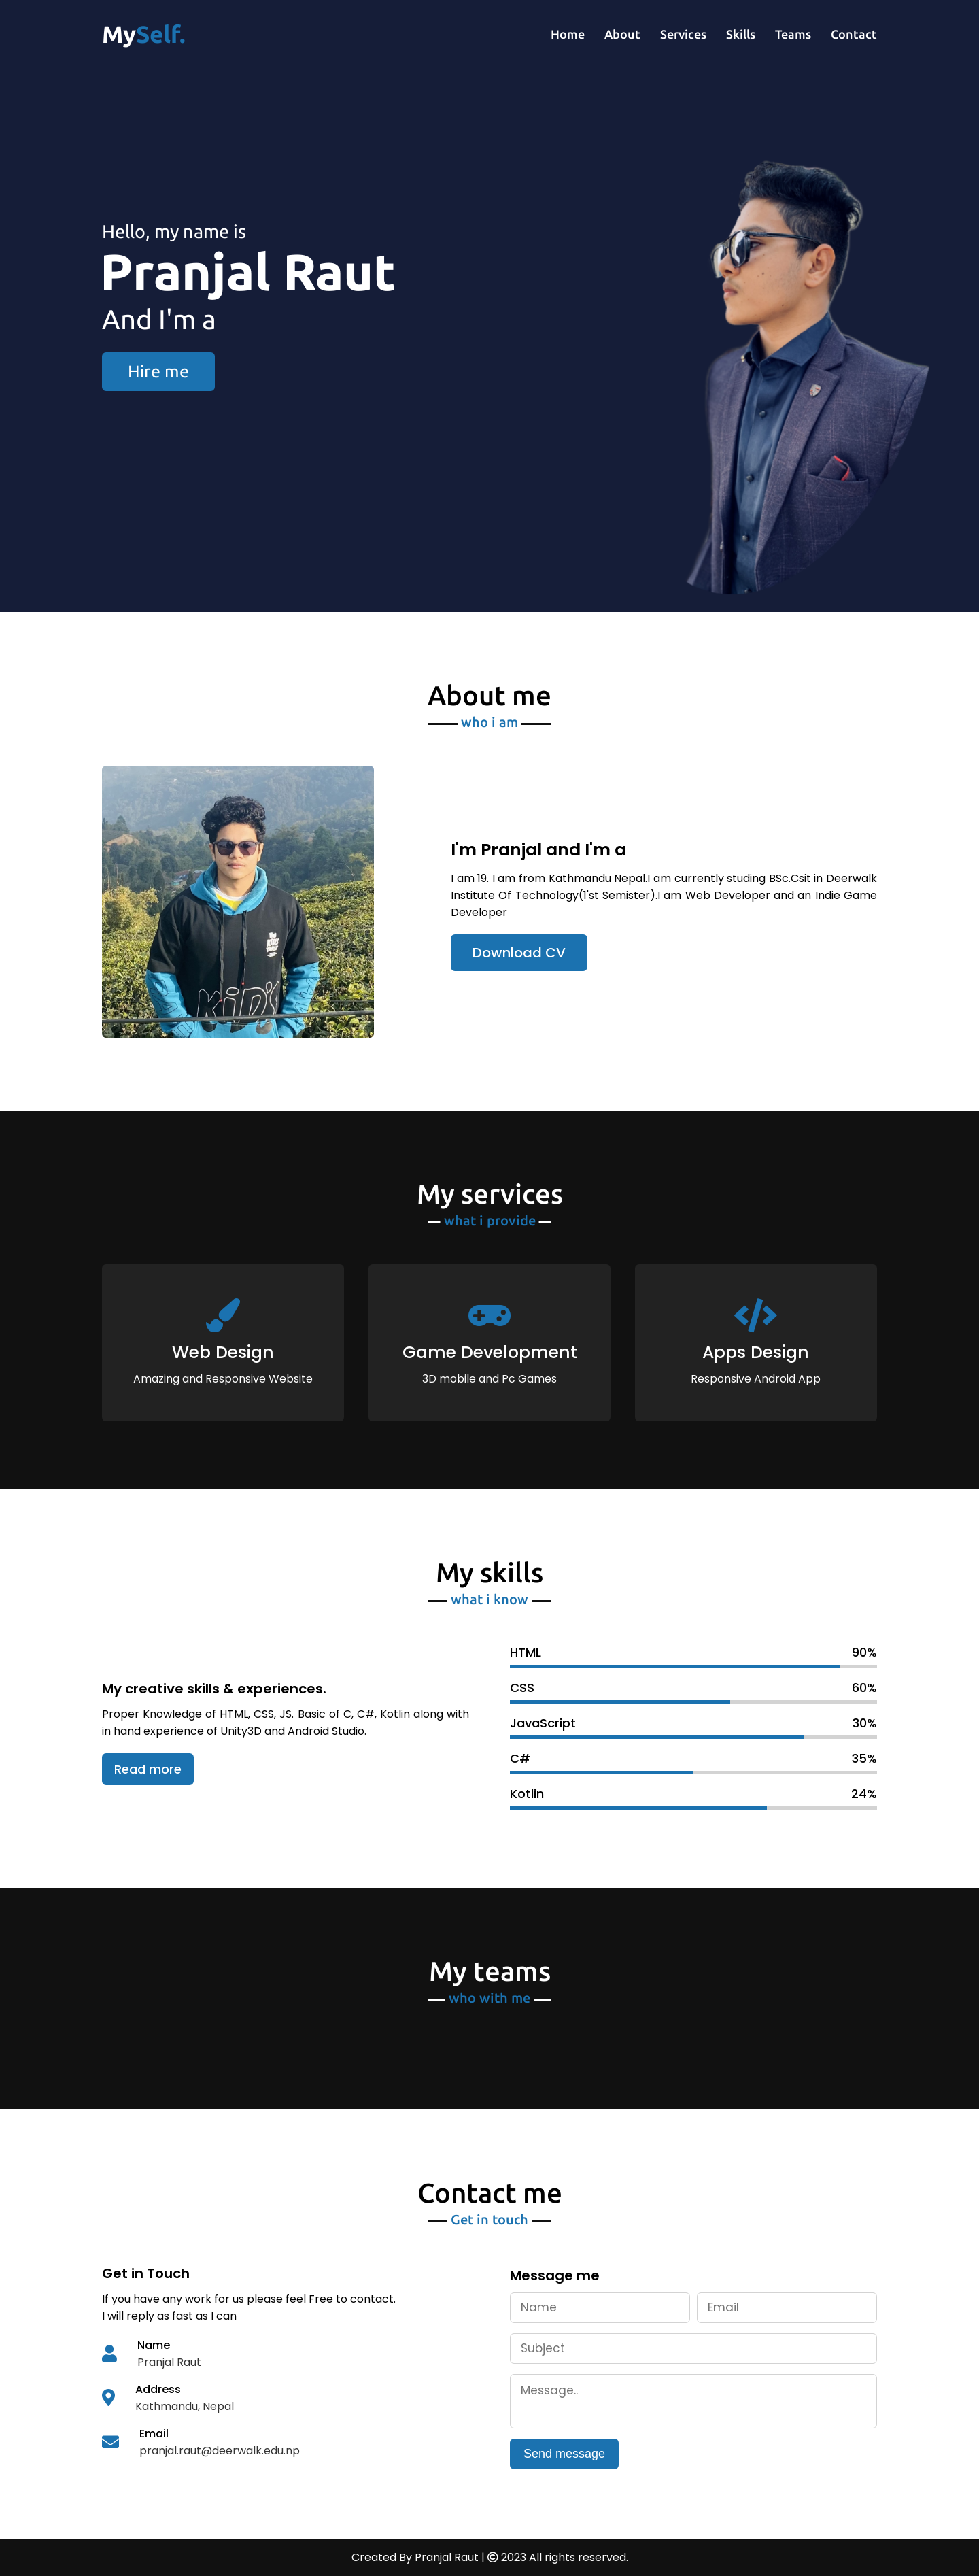 MySelf.
Home About Services Skills Teams Contact
Hello, my name is
Pranjal Raut
And I'm a
Hire me
About me
who i am
I'm Pranjal and I'm a
I am 19. I am from Kathmandu Nepal.I am currently studing BSc.Csit in Deerwalk
Institute Of Technology(1'st Semister).I am Web Developer and an Indie Game
Developer
Download CV
My services
what i provide
Web Design
Amazing and Responsive Website
Game Development
3D mobile and Pc Games
Apps Design
Responsive Android App
My skills
what i know
My creative skills & experiences.
Proper Knowledge of HTML, CSS, JS. Basic of C, C#, Kotlin along with
in hand experience of Unity3D and Android Studio.
Read more
HTML 90%
CSS 60%
JavaScript 30%
C# 35%
Kotlin 24%
My teams
who with me
Contact me
Get in touch
Get in Touch
If you have any work for us please feel Free to contact.
I will reply as fast as I can
Name
Pranjal Raut
Address
Kathmandu, Nepal
Email
pranjal.raut@deerwalk.edu.np
Message me
Name Email
Subject
Message..
Send message
Created By Pranjal Raut | © 2023 All rights reserved.